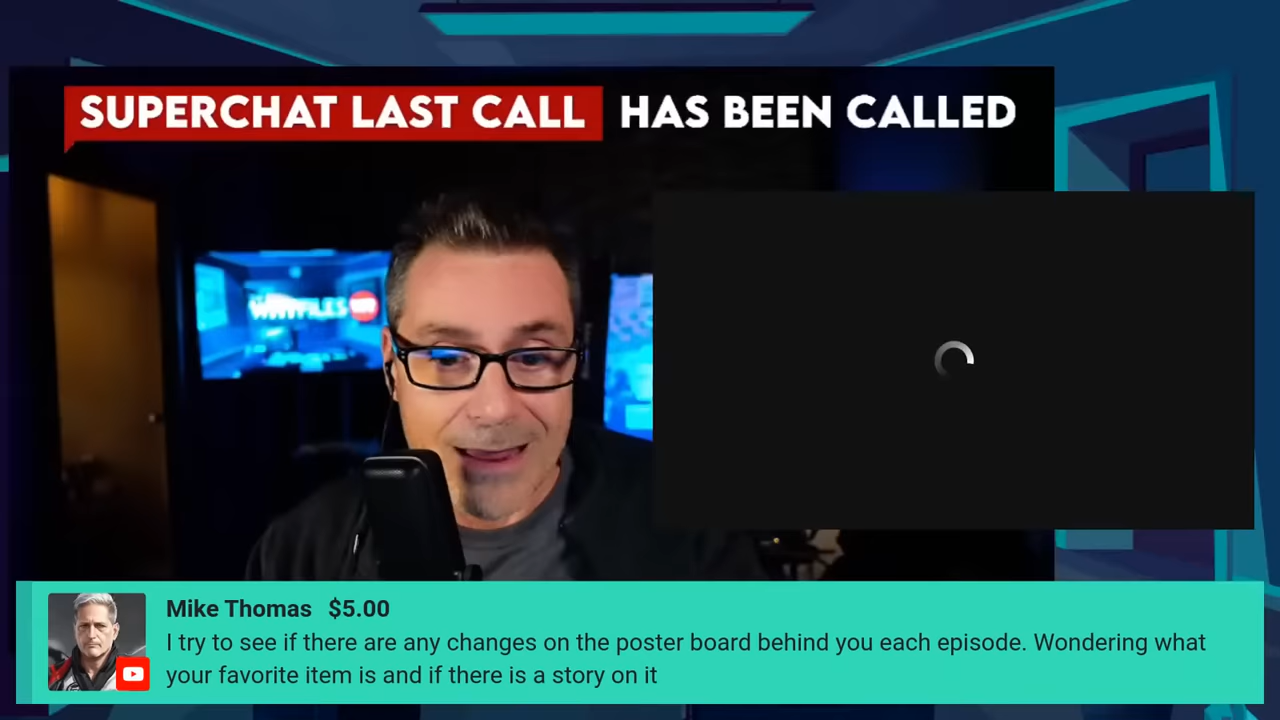 SUPERCHAT LAST CALL HAS BEEN CALLED
Mike Thomas $5.00
I try to see if there are any changes on the poster board behind you each episode. Wondering what
your favorite item is and if there is a story on it